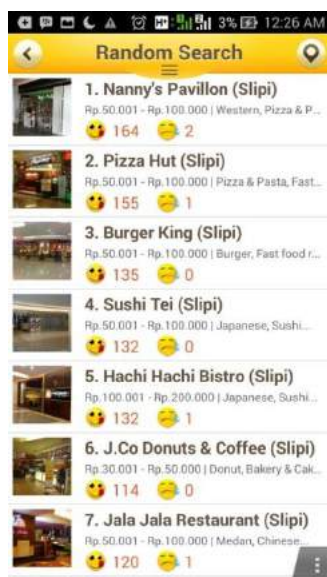 3% 12:26 AM
Random Search
1. Nanny's Pavillon (Slipi)
Rp.50.001 - Rp.100.000 | Western, Pizza & P...
164 2
2. Pizza Hut (Slipi)
Rp.50.001 - Rp.100.000 | Pizza & Pasta, Fast...
155 1
3. Burger King (Slipi)
Rp.50.001 - Rp.100.000 | Burger, Fast food r...
135 0
4. Sushi Tei (Slipi)
Rp.50.001 - Rp.100.000 | Japanese, Sushi...
132 0
5. Hachi Hachi Bistro (Slipi)
Rp.100.001 - Rp.200.000 | Japanese, Sushi...
132 1
6. J.Co Donuts & Coffee (Slipi)
Rp.30.001 - Rp.50.000 | Donut, Bakery & Cak...
114 0
7. Jala Jala Restaurant (Slipi)
Rp.50.001 - Rp.100.000 | Medan, Chinese...
120 1